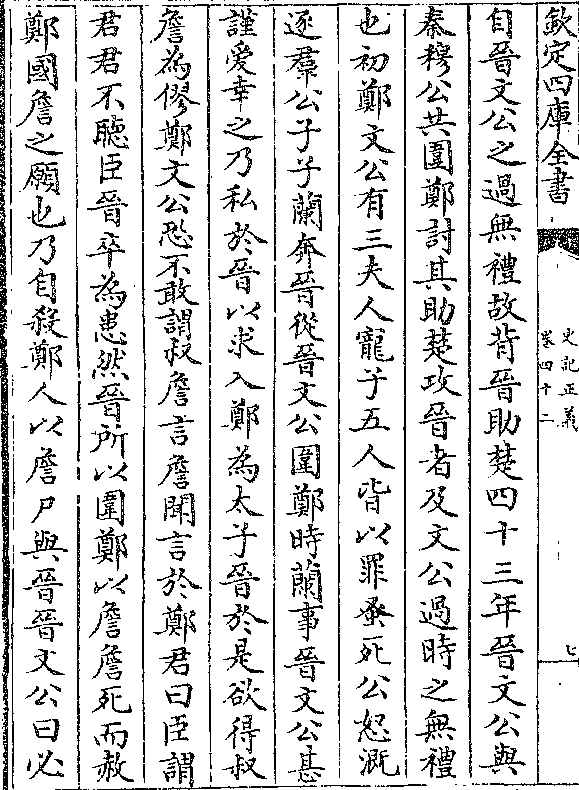 欽定四庫全書
史記正義
卷四十二
七
自晉文公之過無禮故背晉助楚四十三年晉文公與
秦穆公共圍鄭討其助楚攻晉者及文公過時之無禮
也初鄭文公有三夫人寵子五人皆以罪蚤死公怒溉
逐羣公子子蘭奔晉從晉文公圍鄭時蘭事晉文公甚
謹愛幸之乃私於晉以求入鄭為太子晉於是欲得叔
詹為僇鄭文公恐不敢謂叔詹言詹聞言於鄭君曰臣謂
君君不聽臣晉卒為患然晉所以圍鄭以詹詹死而赦
鄭國詹之願也乃自殺鄭人以詹尸與晉晉文公曰必